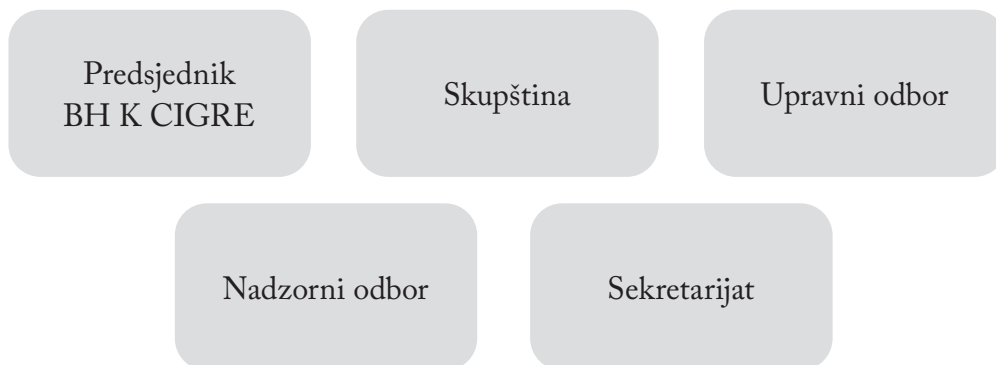 Predsjednik
BH K CIGRE
Skupština
Upravni odbor
Nadzorni odbor
Sekretarijat